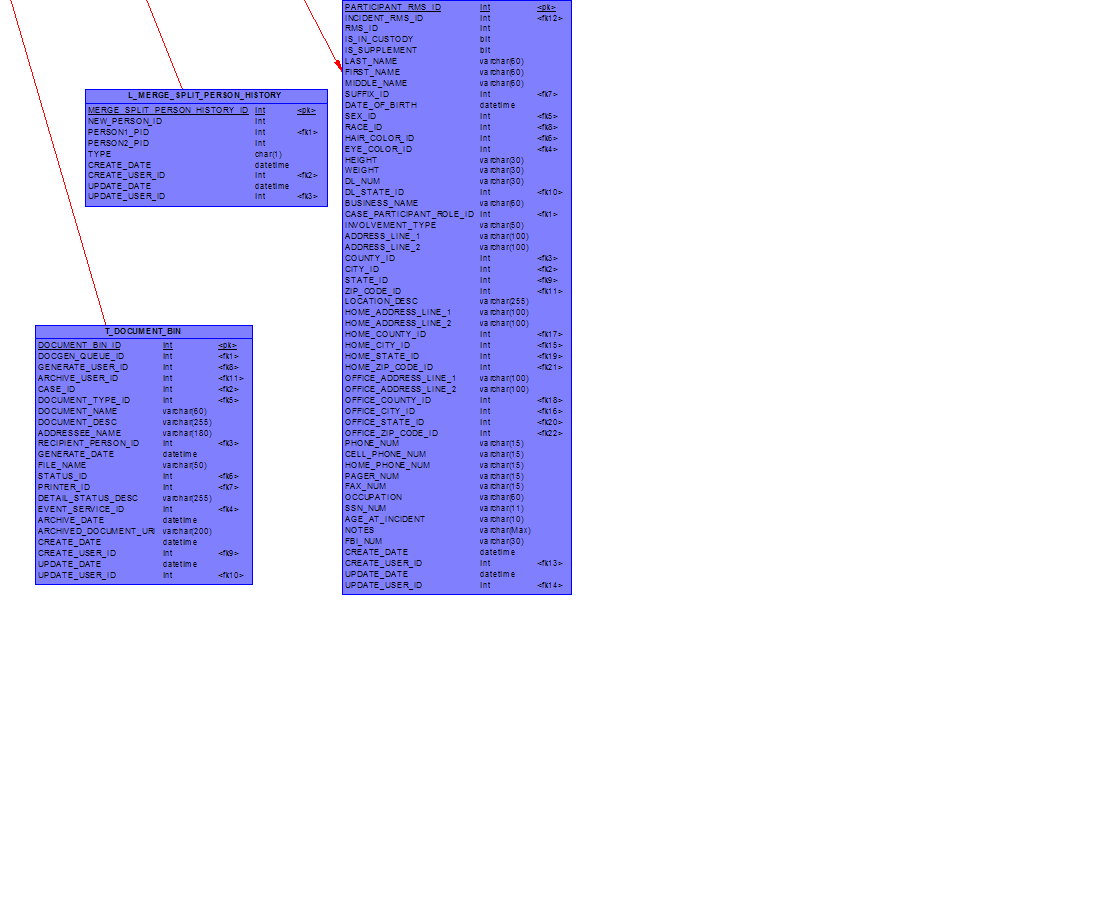 L_MERGE_SPLIT_PERSON_HISTORY
MERGE_SPLIT_PERSON_HISTORY_ID int <pk>
NEW_PERSON_ID int
PERSON1_PID int <fk1>
PERSON2_PID int
TYPE char(1)
CREATE_DATE datetime
CREATE_USER_ID int <fk2>
UPDATE_DATE datetime
UPDATE_USER_ID int <fk3>
T_DOCUMENT_BIN
DOCUMENT_BIN_ID int <pk>
DOCGEN_QUEUE_ID int <fk1>
GENERATE_USER_ID int <fk8>
ARCHIVE_USER_ID int <fk11>
CASE_ID int <fk2>
DOCUMENT_TYPE_ID int <fk5>
DOCUMENT_NAME varchar(60)
DOCUMENT_DESC varchar(255)
ADDRESSEE_NAME varchar(180)
RECIPIENT_PERSON_ID int <fk3>
GENERATE_DATE datetime
FILE_NAME varchar(50)
STATUS_ID int <fk6>
PRINTER_ID int <fk7>
DETAIL_STATUS_DESC varchar(255)
EVENT_SERVICE_ID int <fk4>
ARCHIVE_DATE datetime
ARCHIVED_DOCUMENT_URI varchar(200)
CREATE_DATE datetime
CREATE_USER_ID int <fk9>
UPDATE_DATE datetime
UPDATE_USER_ID int <fk10>
PARTICIPANT_RMS_ID int <pk>
INCIDENT_RMS_ID int <fk12>
RMS_ID int
IS_IN_CUSTODY bit
IS_SUPPLEMENT bit
LAST_NAME varchar(60)
FIRST_NAME varchar(60)
MIDDLE_NAME varchar(60)
SUFFIX_ID int <fk7>
DATE_OF_BIRTH datetime
SEX_ID int <fk5>
RACE_ID int <fk8>
HAIR_COLOR_ID int <fk6>
EYE_COLOR_ID int <fk4>
HEIGHT varchar(30)
WEIGHT varchar(30)
DL_NUM varchar(30)
DL_STATE_ID int <fk10>
BUSINESS_NAME varchar(60)
CASE_PARTICIPANT_ROLE_ID int <fk1>
INVOLVEMENT_TYPE varchar(50)
ADDRESS_LINE_1 varchar(100)
ADDRESS_LINE_2 varchar(100)
COUNTY_ID int <fk3>
CITY_ID int <fk2>
STATE_ID int <fk9>
ZIP_CODE_ID int <fk11>
LOCATION_DESC varchar(255)
HOME_ADDRESS_LINE_1 varchar(100)
HOME_ADDRESS_LINE_2 varchar(100)
HOME_COUNTY_ID int <fk17>
HOME_CITY_ID int <fk15>
HOME_STATE_ID int <fk19>
HOME_ZIP_CODE_ID int <fk21>
OFFICE_ADDRESS_LINE_1 varchar(100)
OFFICE_ADDRESS_LINE_2 varchar(100)
OFFICE_COUNTY_ID int <fk18>
OFFICE_CITY_ID int <fk16>
OFFICE_STATE_ID int <fk20>
OFFICE_ZIP_CODE_ID int <fk22>
PHONE_NUM varchar(15)
CELL_PHONE_NUM varchar(15)
HOME_PHONE_NUM varchar(15)
PAGER_NUM varchar(15)
FAX_NUM varchar(15)
OCCUPATION varchar(60)
SSN_NUM varchar(11)
AGE_AT_INCIDENT varchar(10)
NOTES varchar(Max)
FBI_NUM varchar(30)
CREATE_DATE datetime
CREATE_USER_ID int <fk13>
UPDATE_DATE datetime
UPDATE_USER_ID int <fk14>